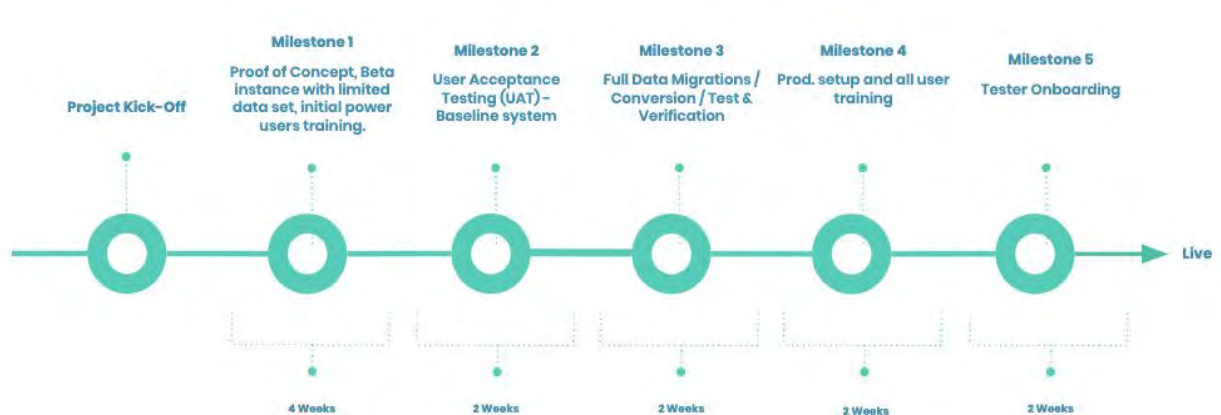 Project Kick-Off
Milestone 1
Proof of Concept, Beta
instance with limited
data set, initial power
users training.
Milestone 2
User Acceptance
Testing (UAT) -
Baseline system
Milestone 3
Full Data Migrations /
Conversion / Test &
Verification
Milestone 4
Prod. setup and all user
training
Milestone 5
Tester Onboarding
Live
4 Weeks
2 Weeks
2 Weeks
2 Weeks
2 Weeks